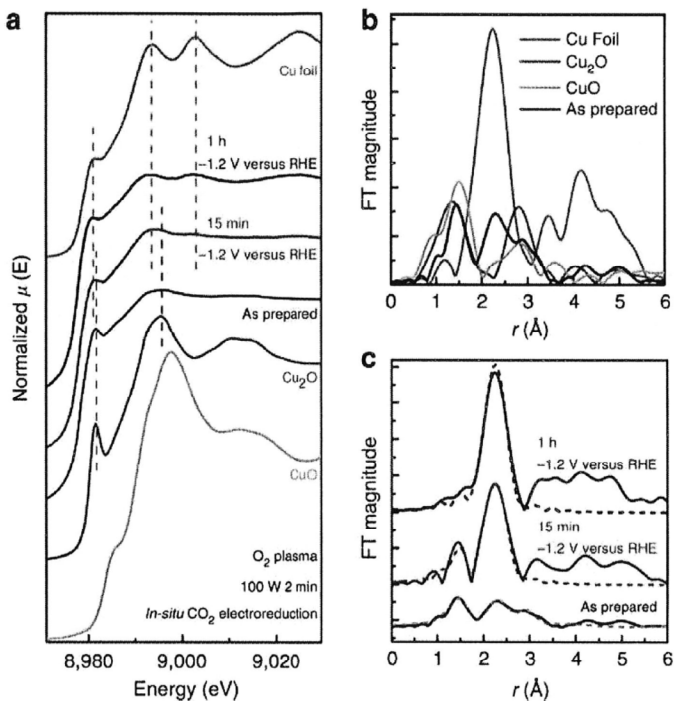 a
Cu foil
1 h
−1.2 V versus RHE
15 min
−1.2 V versus RHE
As prepared
Cu₂O
CuO
O₂ plasma
100 W 2 min
In-situ CO₂ electroreduction
Normalized μ (E)
8,980 9,000 9,020
Energy (eV)
b
Cu Foil
Cu₂O
CuO
As prepared
FT magnitude
0 1 2 3 4 5 6
r (Å)
c
1 h
−1.2 V versus RHE
15 min
−1.2 V versus RHE
As prepared
FT magnitude
0 1 2 3 4 5 6
r (Å)